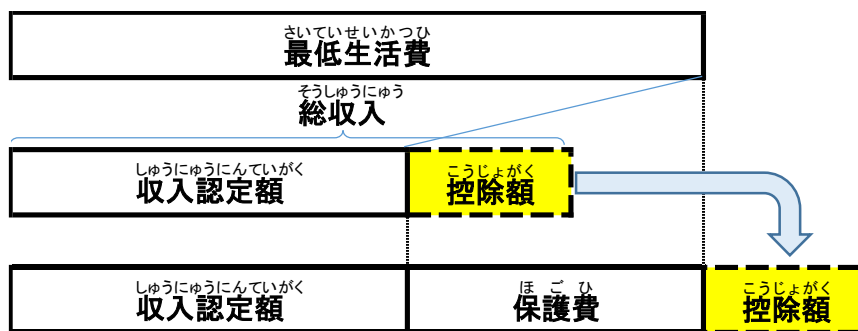 さいていせいかつひ
最低生活費
そうしゅうにゅう
総収入
しゅうにゅうにんていがく
収入認定額
こうじょがく
控除額
しゅうにゅうにんていがく
収入認定額
ほごひ
保護費
こうじょがく
控除額